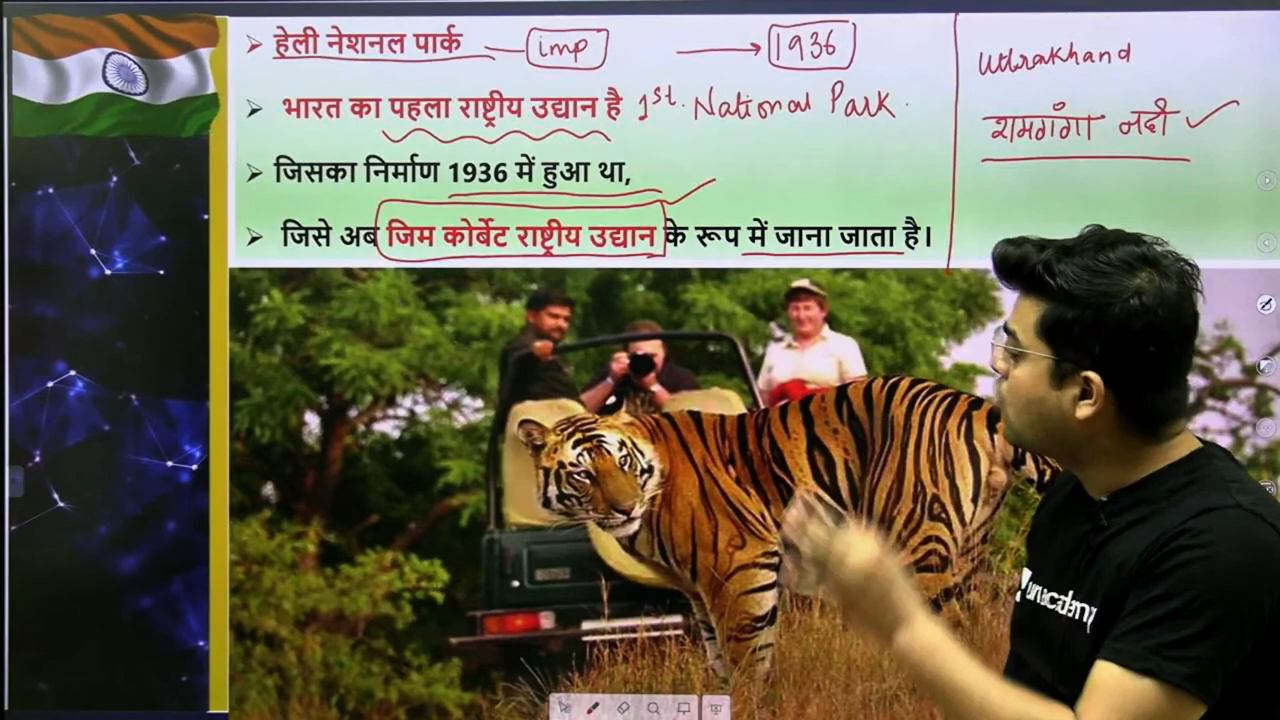 हेली नेशनल पार्क imp → 1936
भारत का पहला राष्ट्रीय उद्यान है 1st. National Park.
जिसका निर्माण 1936 में हुआ था,
जिसे अब जिम कोर्बेट राष्ट्रीय उद्यान के रूप में जाना जाता है।
Uttrakhand
रामगंगा नदी
unacademy